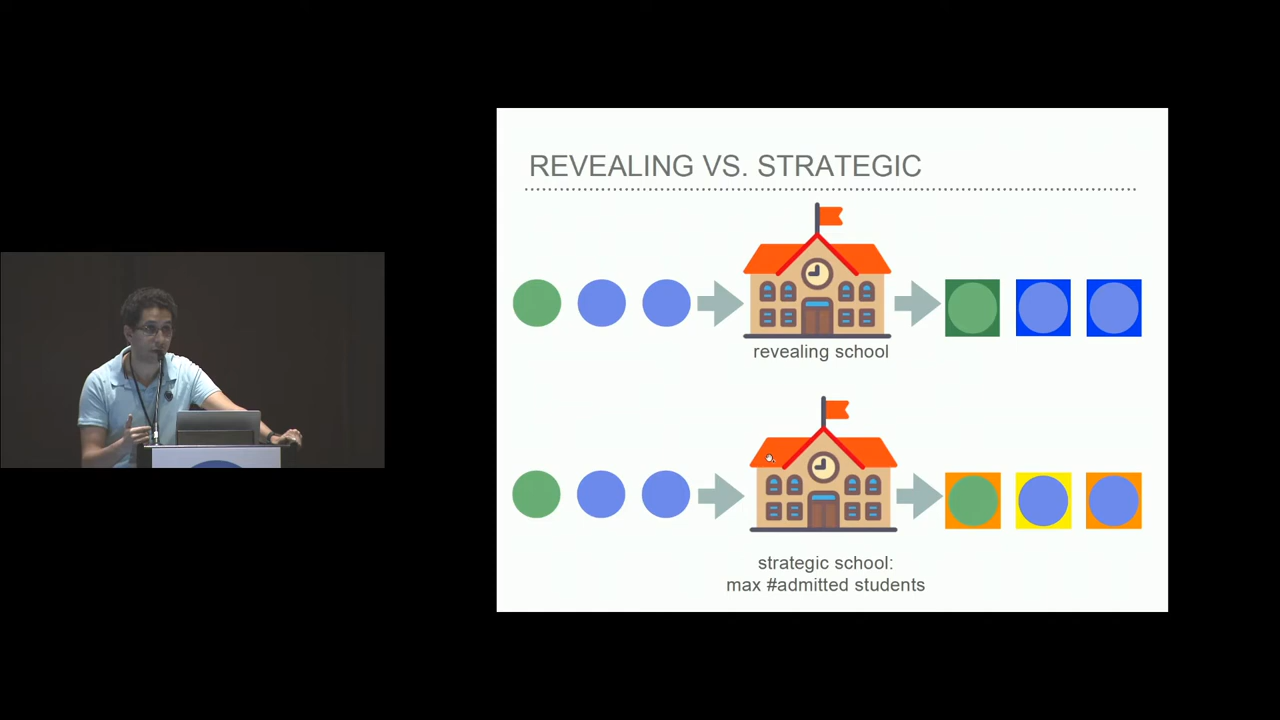 REVEALING VS. STRATEGIC
revealing school
strategic school:
max #admitted students